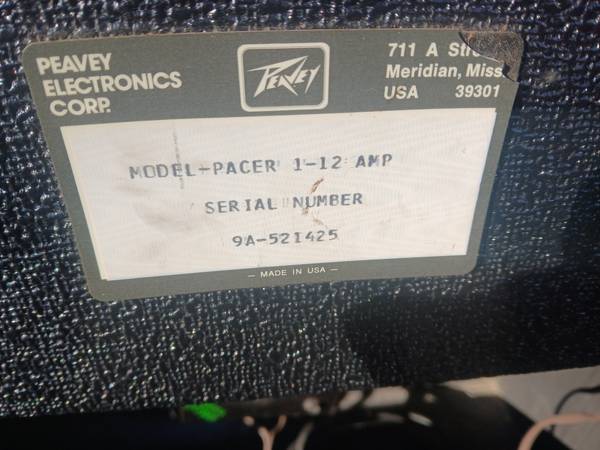 PEAVEY
ELECTRONICS
CORP.
PEAVEY
711 A
Meridian, Miss
USA 39301
MODEL-PACER 1-12 AMP
SERIAL NUMBER
9A-521425
— MADE IN USA —